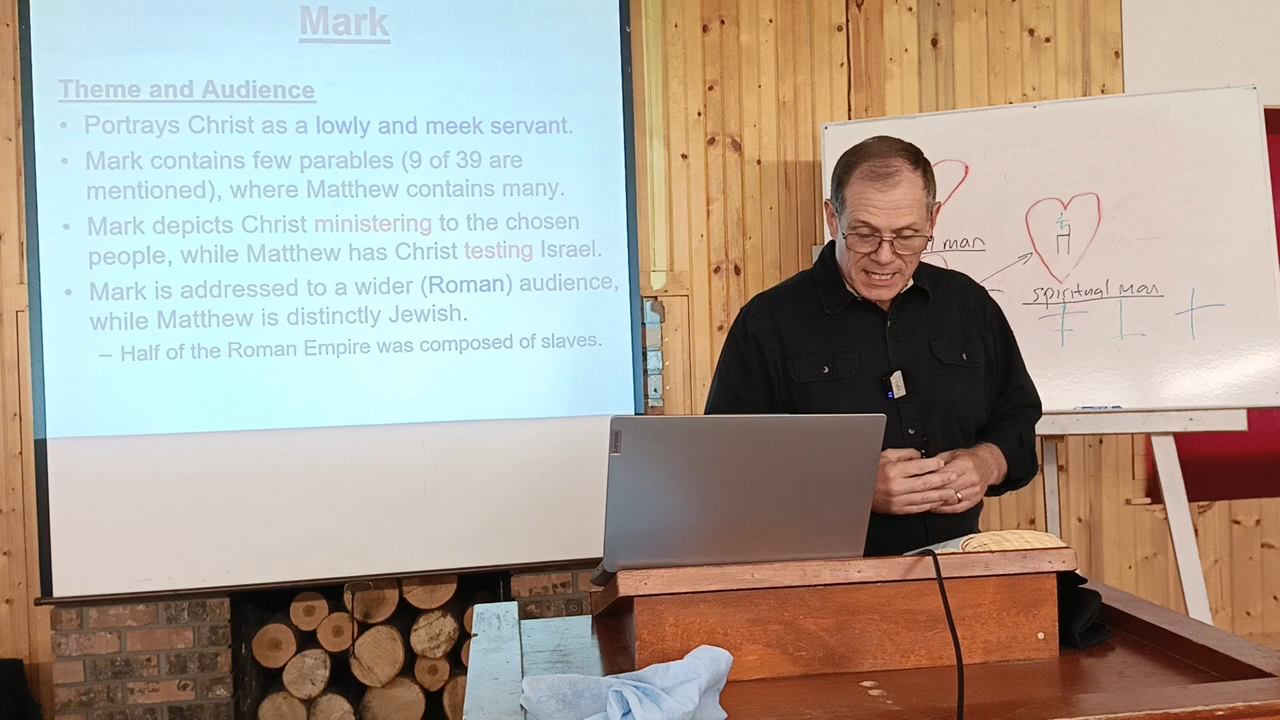 Mark
Theme and Audience
• Portrays Christ as a lowly and meek servant.
• Mark contains few parables (9 of 39 are
mentioned), where Matthew contains many.
• Mark depicts Christ ministering to the chosen
people, while Matthew has Christ testing Israel.
• Mark is addressed to a wider (Roman) audience,
while Matthew is distinctly Jewish.
– Half of the Roman Empire was composed of slaves.
man
spiritual man
Lenovo